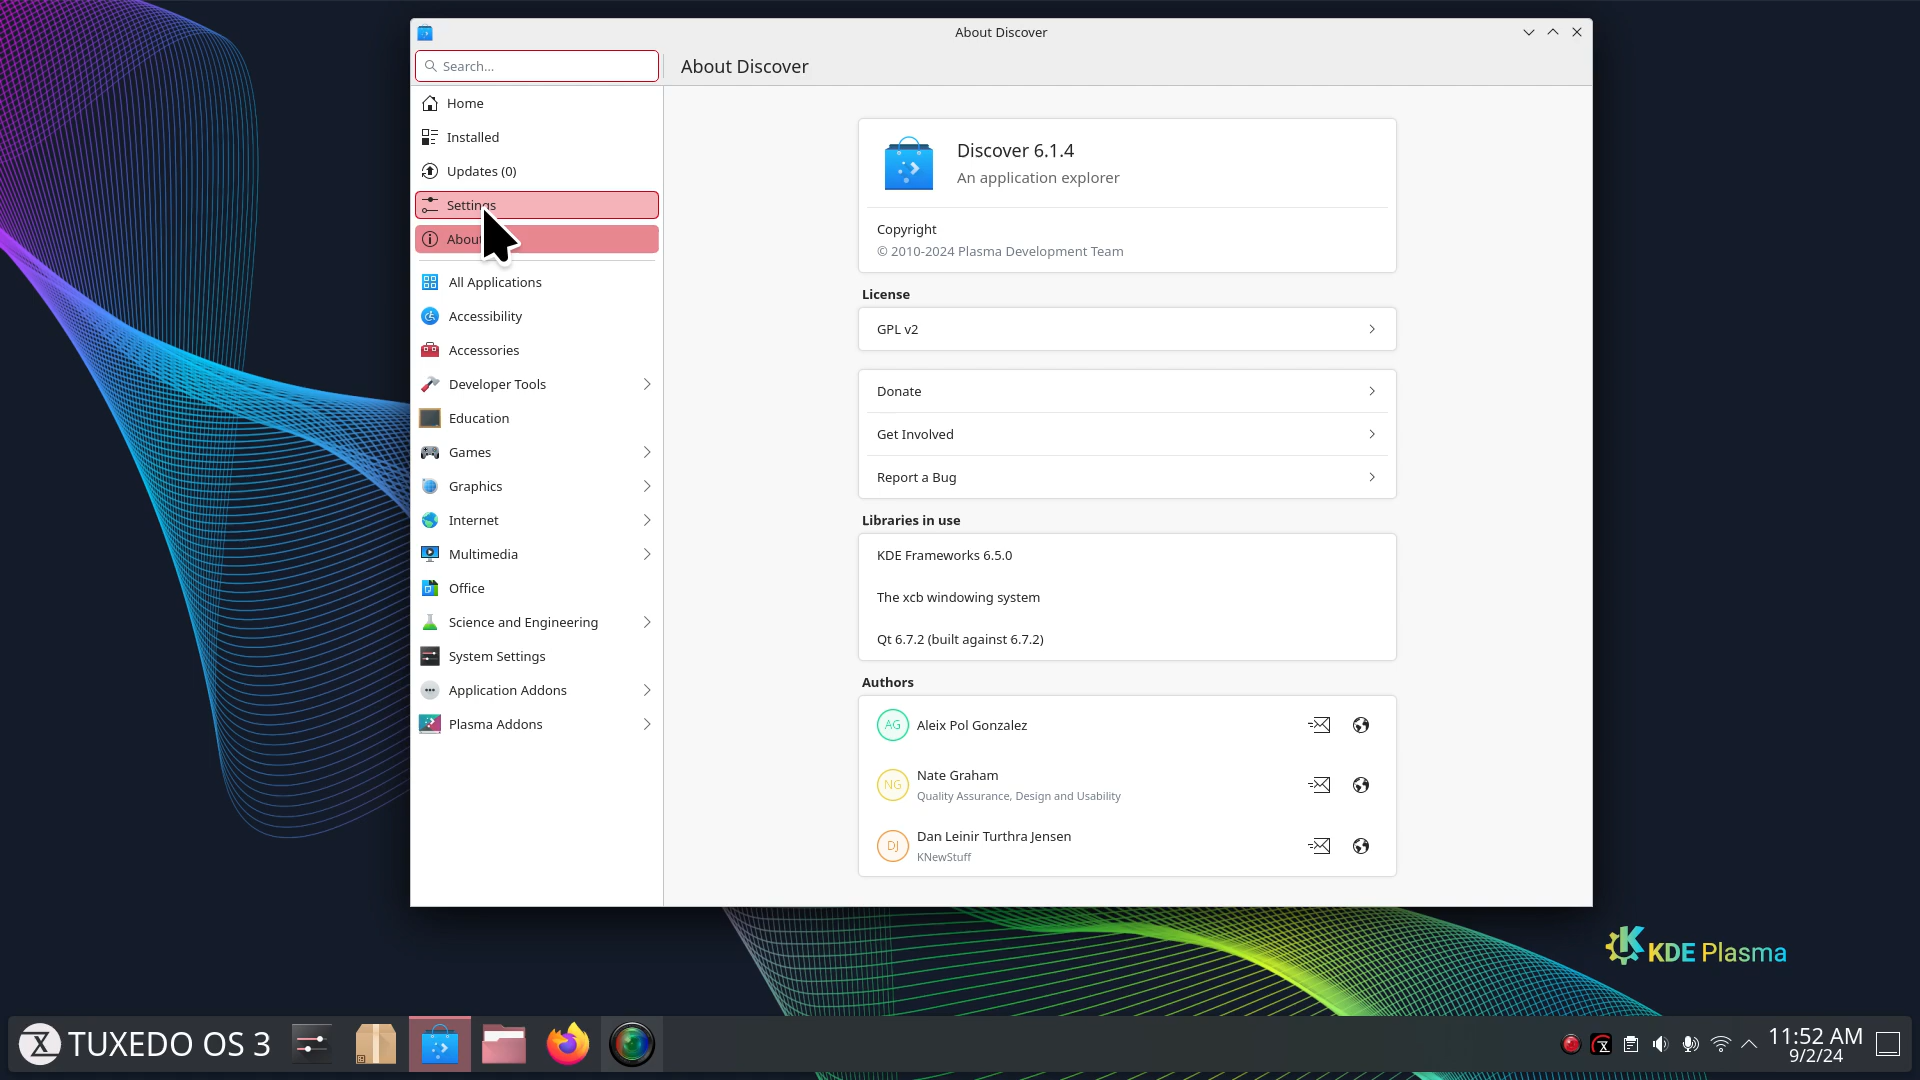 About Discover
Search...
About Discover
Home
Installed
Updates (0)
Settings
About
All Applications
Accessibility
Accessories
Developer Tools
Education
Games
Graphics
Internet
Multimedia
Office
Science and Engineering
System Settings
Application Addons
Plasma Addons
Discover 6.1.4
An application explorer
Copyright
© 2010-2024 Plasma Development Team
License
GPL v2
Donate
Get Involved
Report a Bug
Libraries in use
KDE Frameworks 6.5.0
The xcb windowing system
Qt 6.7.2 (built against 6.7.2)
Authors
AG
Aleix Pol Gonzalez
NG
Nate Graham
Quality Assurance, Design and Usability
DJ
Dan Leinir Turthra Jensen
KNewStuff
KDE Plasma
TUXEDO OS 3
11:52 AM
9/2/24